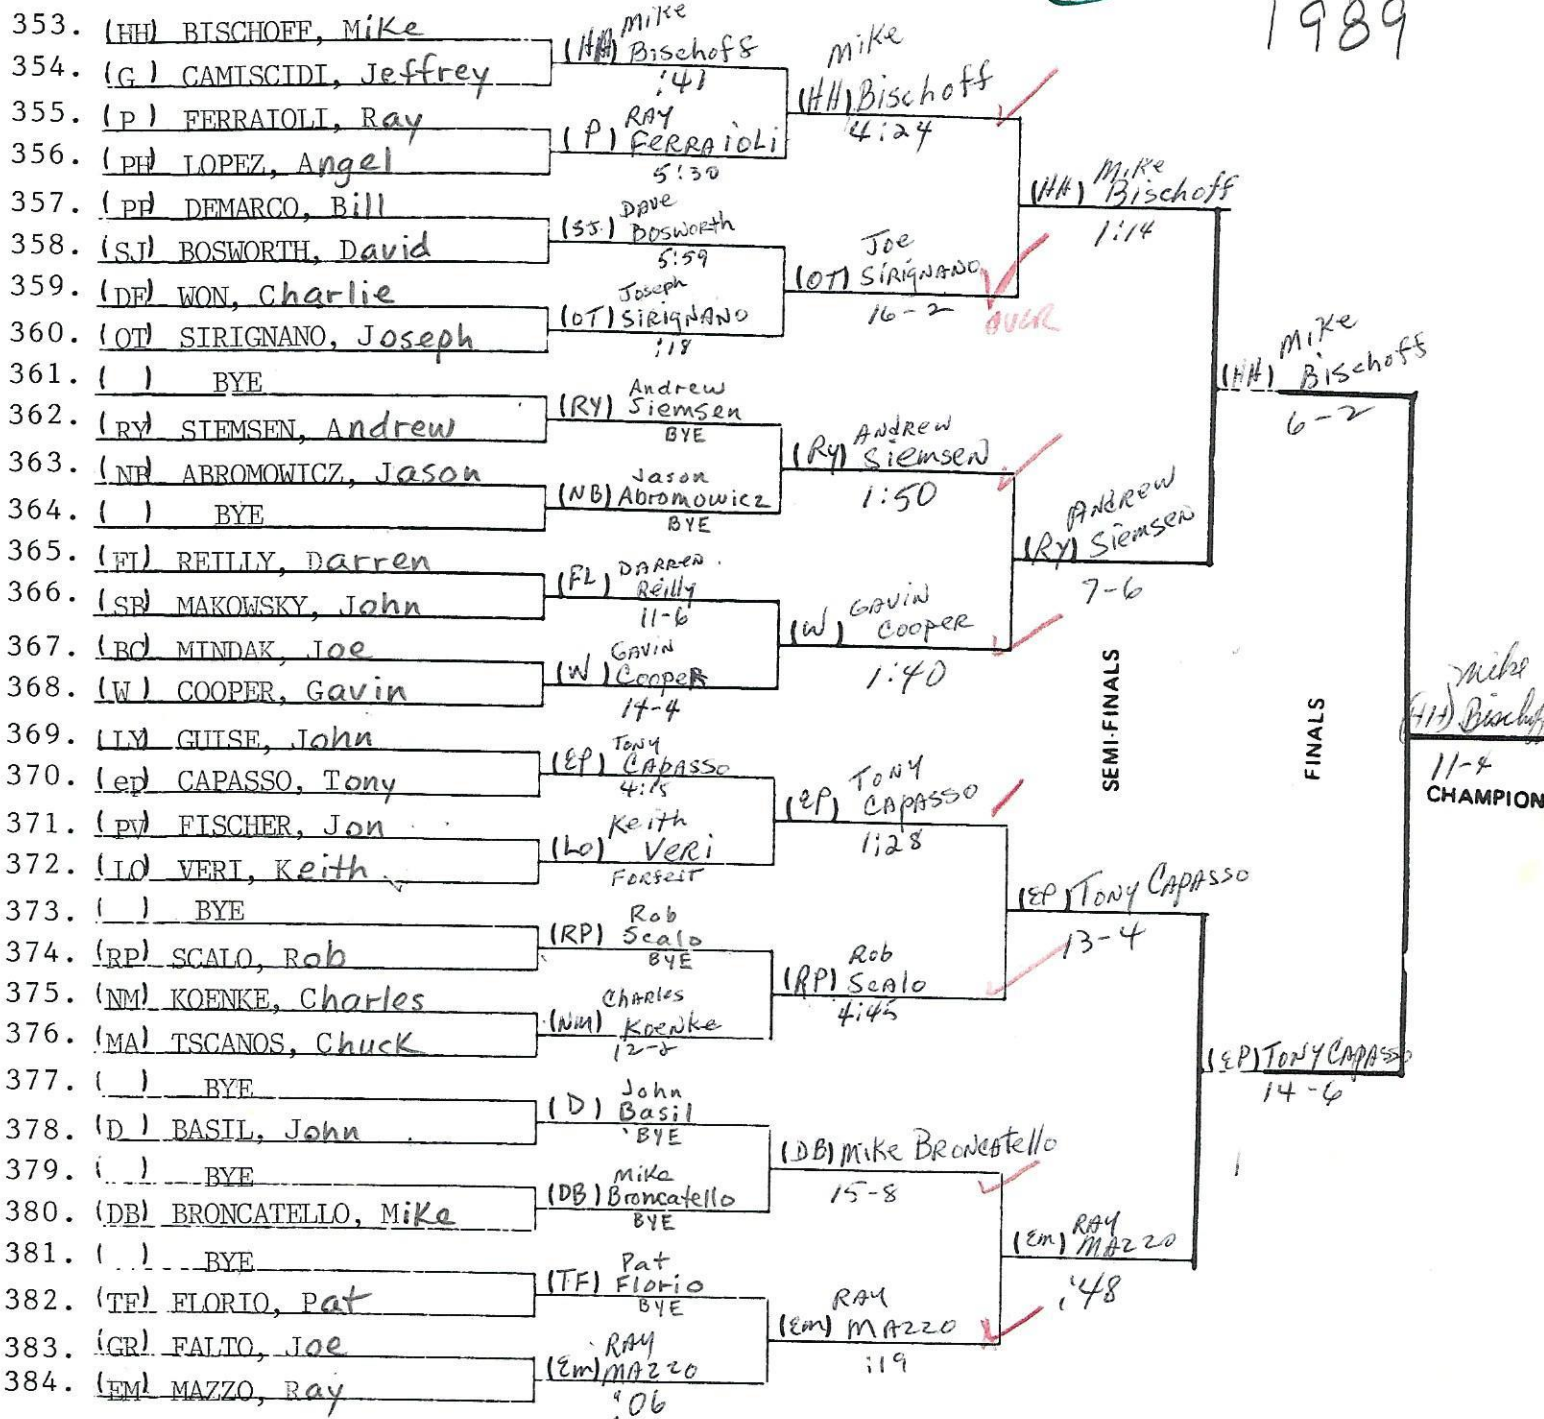 1989
353. (HH) BISCHOFF, Mike
354. (G ) CAMISCIDI, Jeffrey
355. (P ) FERRAIOLI, Ray
356. (PH) LOPEZ, Angel
357. (PP) DEMARCO, Bill
358. (SJ) BOSWORTH, David
359. (DF) WON, Charlie
360. (OT) SIRIGNANO, Joseph
361. ( ) BYE
362. (RY) SIEMSEN, Andrew
363. (NB) ABROMOWICZ, Jason
364. ( ) BYE
365. (FL) REILLY, Darren
366. (SB) MAKOWSKY, John
367. (BC) MINDAK, Joe
368. (W ) COOPER, Gavin
369. (LY) GUISE, John
370. (ep) CAPASSO, Tony
371. (PV) FISCHER, Jon
372. (LO) VERI, Keith
373. ( ) BYE
374. (RP) SCALO, Rob
375. (NM) KOENKE, Charles
376. (MA) TSCANOS, Chuck
377. ( ) BYE
378. (D ) BASIL, John
379. ( ) BYE
380. (DB) BRONCATELLO, Mike
381. ( ) BYE
382. (TF) FLORIO, Pat
383. (GR) FALTO, Joe
384. (EM) MAZZO, Ray
Mike
(HH) Bischoff
:41
RAY
(P) FERRAiOLi
5:30
DAVE
(SJ.) BOSWORTH
5:59
Joseph
(OT) SiRiGNANO
:18
Andrew
(RY) Siemsen
BYE
Jason
(NB) Abromowicz
BYE
DARREN
(FL) Reilly
11-6
GAVIN
(W) Cooper
14-4
TONY
(EP) CAPASSO
4:15
Keith
(LO) VERi
FORFEIT
Rob
(RP) Scalo
BYE
CHARles
(NM) KOENKe
12-2
John
(D) Basil
BYE
Mike
(DB) Broncatello
BYE
Pat
(TF) Florio
BYE
RAY
(Em) MAZZO
:06
Mike
(HH) Bischoff
4:24
Joe
(OT) SiRiGNANO
16-2
OVER
ANDREW
(Ry) Siemsen
1:50
GAVIN
(W) COOPER
1:40
TONY
(EP) CAPASSO
1:28
Rob
(RP) Scalo
4:45
(DB) Mike BRONCAtello
15-8
RAY
(Em) MAZZO
:19
Mike
(HH) Bischoff
1:14
ANDREW
(RY) Siemsen
7-6
(EP) TONY CAPASSO
13-4
RAY
(Em) MAZZO
:48
SEMI-FINALS
Mike
(HH) Bischoff
6-2
(EP) TONY CAPASSO
14-6
FINALS
Mike
(HH) Bischoff
11-4
CHAMPION